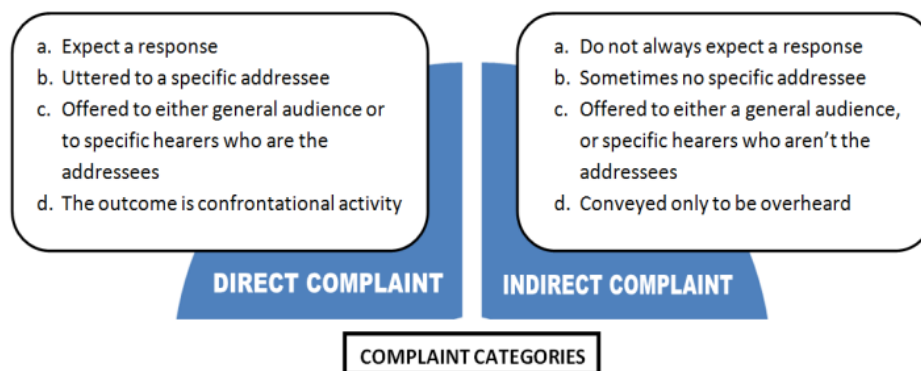 a. Expect a response
b. Uttered to a specific addressee
c. Offered to either general audience or
to specific hearers who are the
addressees
d. The outcome is confrontational activity
a. Do not always expect a response
b. Sometimes no specific addressee
c. Offered to either a general audience,
or specific hearers who aren't the
addressees
d. Conveyed only to be overheard
DIRECT COMPLAINT
INDIRECT COMPLAINT
COMPLAINT CATEGORIES